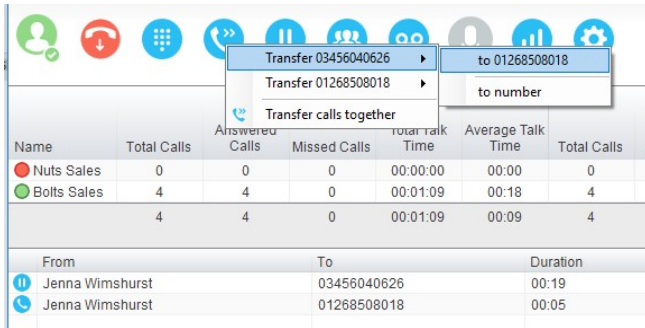 Transfer 03456040626
to 01268508018
Transfer 01268508018
to number
Transfer calls together
Name Total Calls Answered Calls Missed Calls Total Talk Time Average Talk Time Total Calls
Nuts Sales 0 0 0 00:00:00 00:00 0
Bolts Sales 4 4 0 00:01:09 00:18 4
4 4 0 00:01:09 00:09 4
From To Duration
Jenna Wimshurst 03456040626 00:19
Jenna Wimshurst 01268508018 00:05